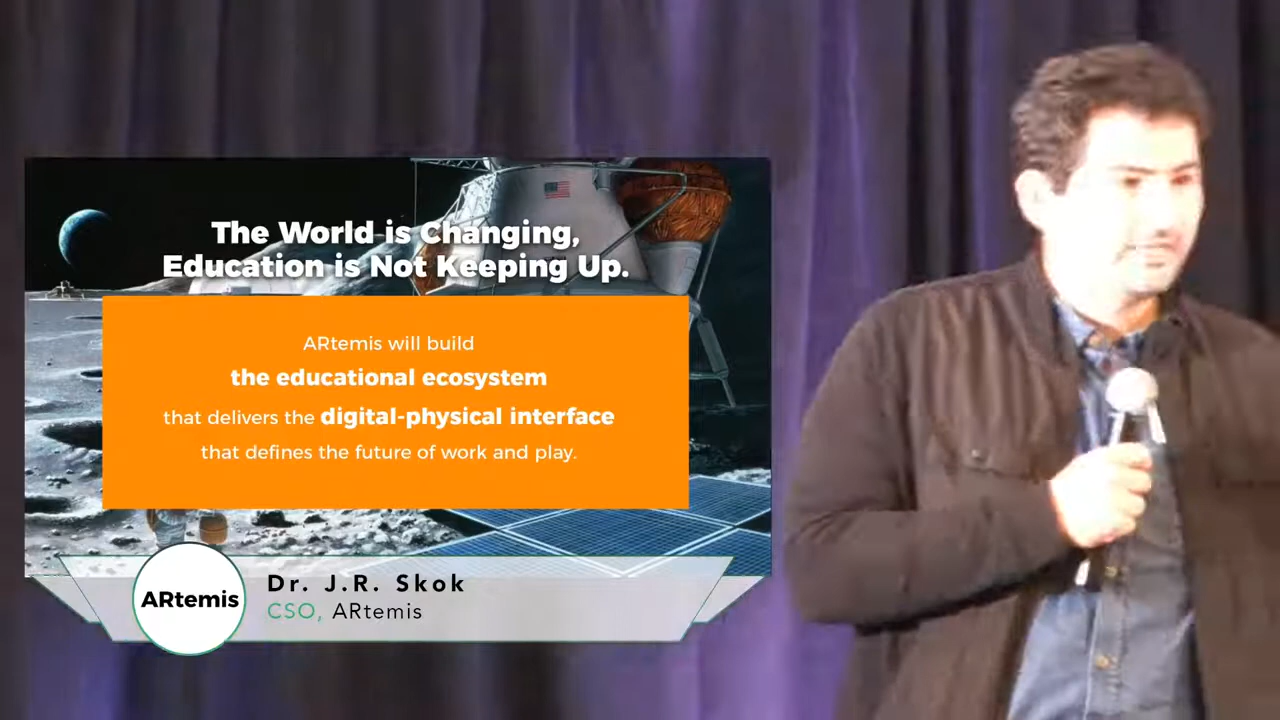 The World is Changing,
Education is Not Keeping Up.
ARtemis will build
the educational ecosystem
that delivers the digital-physical interface
that defines the future of work and play.
ARtemis
Dr. J.R. Skok
CSO, ARtemis